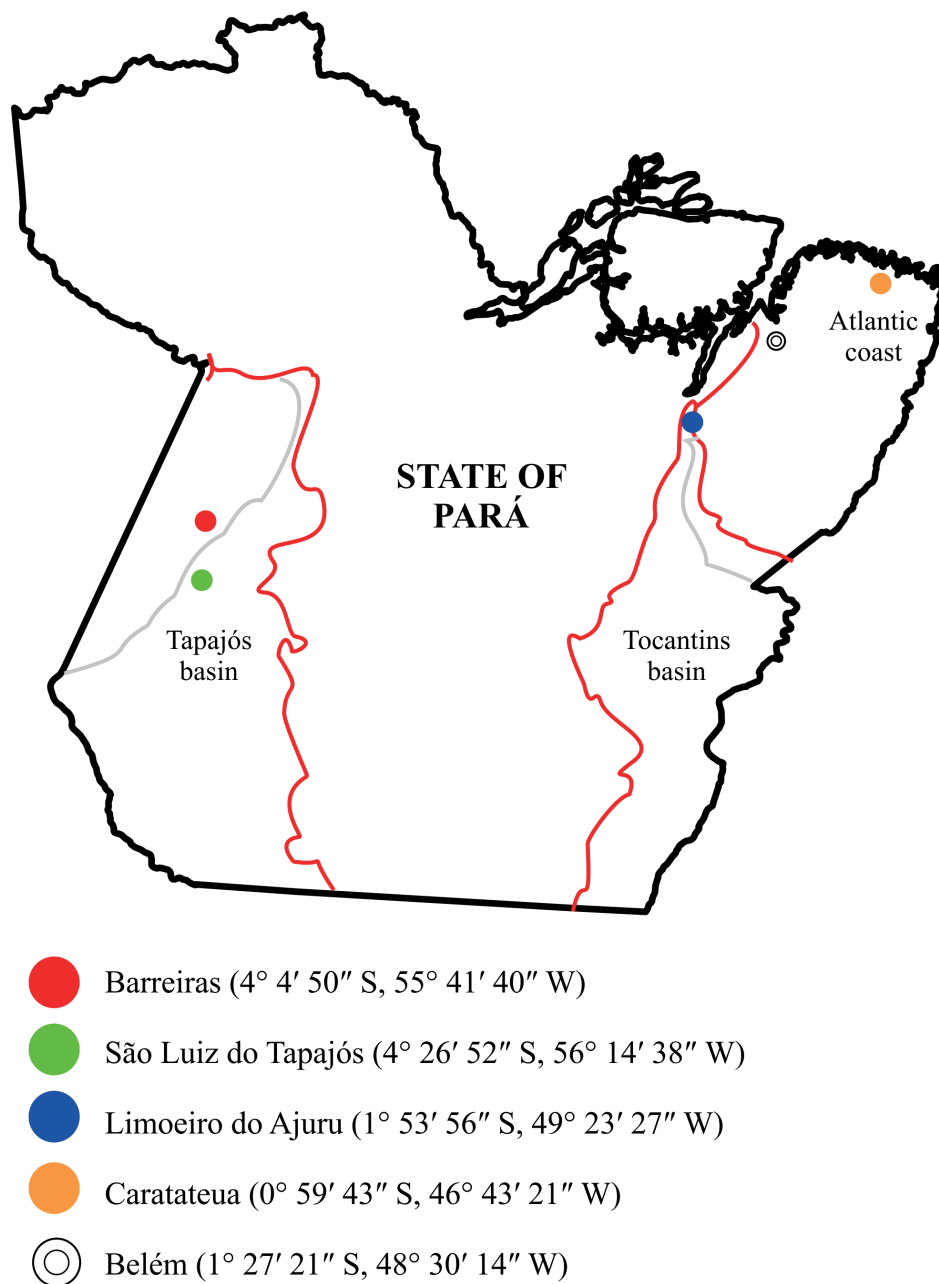 Atlantic
coast
STATE OF
PARÁ
Tapajós
basin
Tocantins
basin
Barreiras (4° 4′ 50″ S, 55° 41′ 40″ W)
São Luiz do Tapajós (4° 26′ 52″ S, 56° 14′ 38″ W)
Limoeiro do Ajuru (1° 53′ 56″ S, 49° 23′ 27″ W)
Caratateua (0° 59′ 43″ S, 46° 43′ 21″ W)
Belém (1° 27′ 21″ S, 48° 30′ 14″ W)